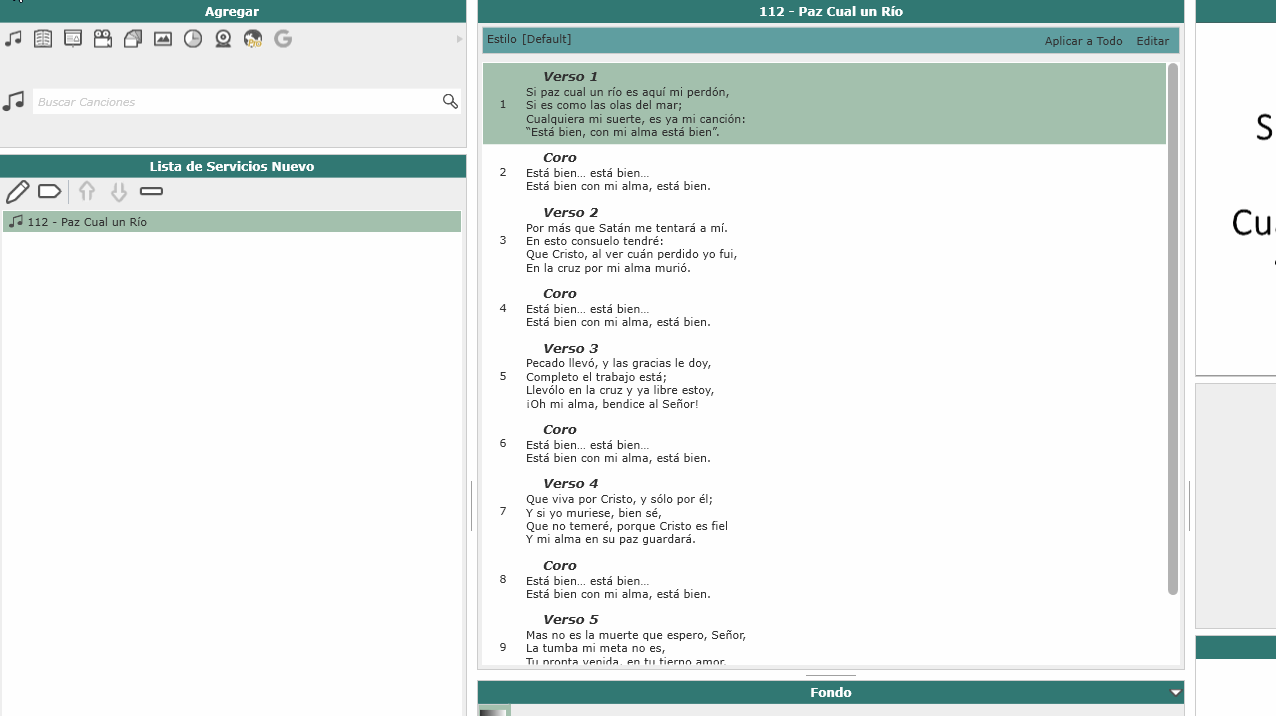 Agregar
Buscar Canciones
Lista de Servicios Nuevo
112 - Paz Cual un Río
112 - Paz Cual un Río
Estilo [Default]
Aplicar a Todo Editar
Verso 1
1
Si paz cual un río es aquí mi perdón,
Si es como las olas del mar;
Cualquiera mi suerte, es ya mi canción:
“Está bien, con mi alma está bien”.
Coro
2
Está bien… está bien…
Está bien con mi alma, está bien.
Verso 2
3
Por más que Satán me tentará a mí.
En esto consuelo tendré:
Que Cristo, al ver cuán perdido yo fui,
En la cruz por mi alma murió.
Coro
4
Está bien… está bien…
Está bien con mi alma, está bien.
Verso 3
5
Pecado llevó, y las gracias le doy,
Completo el trabajo está;
Llevólo en la cruz y ya libre estoy,
¡Oh mi alma, bendice al Señor!
Coro
6
Está bien… está bien…
Está bien con mi alma, está bien.
Verso 4
7
Que viva por Cristo, y sólo por él;
Y si yo muriese, bien sé,
Que no temeré, porque Cristo es fiel
Y mi alma en su paz guardará.
Coro
8
Está bien… está bien…
Está bien con mi alma, está bien.
Verso 5
9
Mas no es la muerte que espero, Señor,
La tumba mi meta no es,
Tu pronta venida, en tu tierno amor,
Fondo
S